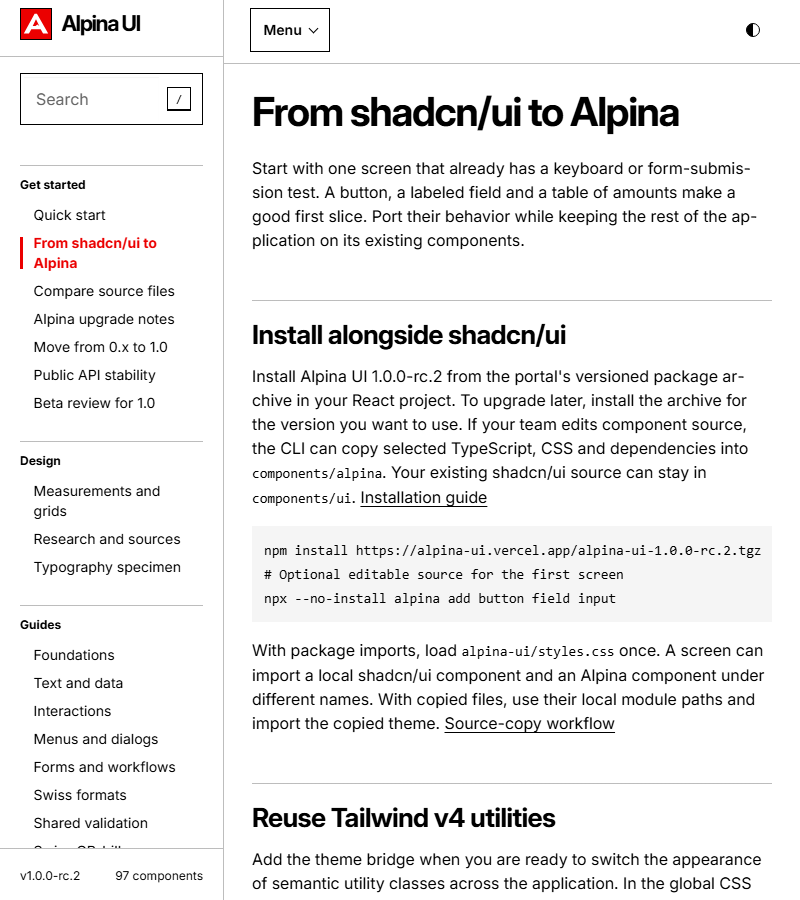 Alpina UI
Search /
Get started
Quick start
From shadcn/ui to
Alpina
Compare source files
Alpina upgrade notes
Move from 0.x to 1.0
Public API stability
Beta review for 1.0
Design
Measurements and
grids
Research and sources
Typography specimen
Guides
Foundations
Text and data
Interactions
Menus and dialogs
Forms and workflows
Swiss formats
Shared validation
v1.0.0-rc.2 97 components
Menu
From shadcn/ui to Alpina
Start with one screen that already has a keyboard or form-submis-
sion test. A button, a labeled field and a table of amounts make a
good first slice. Port their behavior while keeping the rest of the ap-
plication on its existing components.
Install alongside shadcn/ui
Install Alpina UI 1.0.0-rc.2 from the portal's versioned package ar-
chive in your React project. To upgrade later, install the archive for
the version you want to use. If your team edits component source,
the CLI can copy selected TypeScript, CSS and dependencies into
components/alpina. Your existing shadcn/ui source can stay in
components/ui. Installation guide
npm install https://alpina-ui.vercel.app/alpina-ui-1.0.0-rc.2.tgz
# Optional editable source for the first screen
npx --no-install alpina add button field input
With package imports, load alpina-ui/styles.css once. A screen can
import a local shadcn/ui component and an Alpina component under
different names. With copied files, use their local module paths and
import the copied theme. Source-copy workflow
Reuse Tailwind v4 utilities
Add the theme bridge when you are ready to switch the appearance
of semantic utility classes across the application. In the global CSS